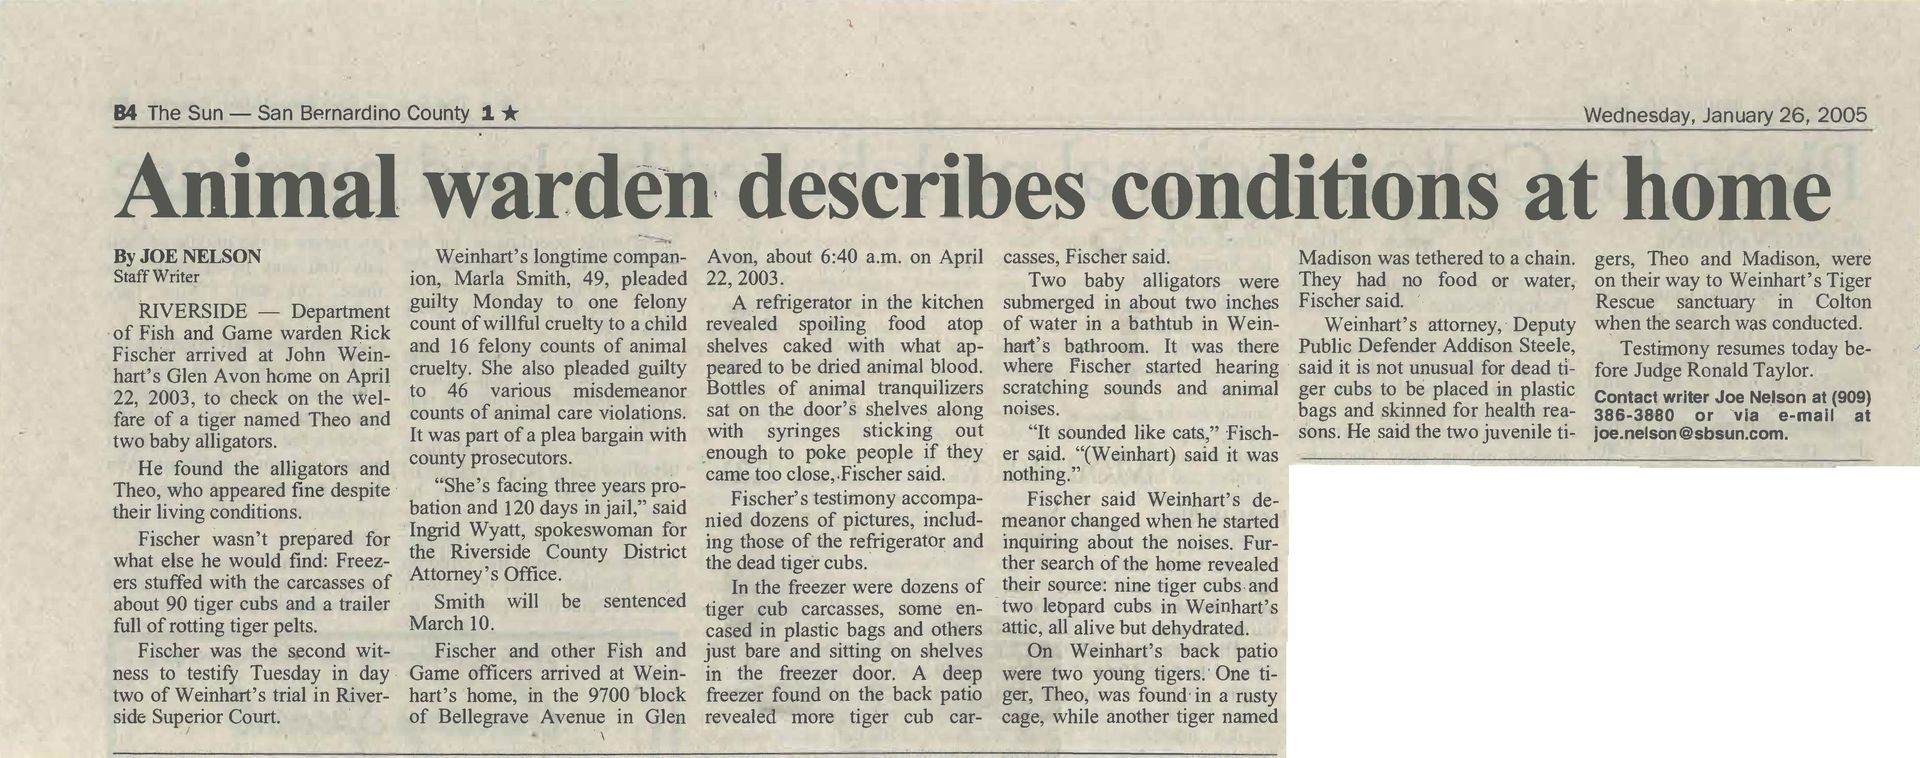 B4 The Sun — San Bernardino County 1 ★
Wednesday, January 26, 2005
Animal warden describes conditions at home
By JOE NELSON
Staff Writer
RIVERSIDE — Department
of Fish and Game warden Rick
Fischer arrived at John Wein-
hart's Glen Avon home on April
22, 2003, to check on the wel-
fare of a tiger named Theo and
two baby alligators.
He found the alligators and
Theo, who appeared fine despite
their living conditions.
Fischer wasn't prepared for
what else he would find: Freez-
ers stuffed with the carcasses of
about 90 tiger cubs and a trailer
full of rotting tiger pelts.
Fischer was the second wit-
ness to testify Tuesday in day
two of Weinhart's trial in River-
side Superior Court.
Weinhart's longtime compan-
ion, Marla Smith, 49, pleaded
guilty Monday to one felony
count of willful cruelty to a child
and 16 felony counts of animal
cruelty. She also pleaded guilty
to 46 various misdemeanor
counts of animal care violations.
It was part of a plea bargain with
county prosecutors.
"She's facing three years pro-
bation and 120 days in jail," said
Ingrid Wyatt, spokeswoman for
the Riverside County District
Attorney's Office.
Smith will be sentenced
March 10.
Fischer and other Fish and
Game officers arrived at Wein-
hart's home, in the 9700 block
of Bellegrave Avenue in Glen
Avon, about 6:40 a.m. on April
22, 2003.
A refrigerator in the kitchen
revealed spoiling food atop
shelves caked with what ap-
peared to be dried animal blood.
Bottles of animal tranquilizers
sat on the door's shelves along
with syringes sticking out
enough to poke people if they
came too close, Fischer said.
Fischer's testimony accompa-
nied dozens of pictures, includ-
ing those of the refrigerator and
the dead tiger cubs.
In the freezer were dozens of
tiger cub carcasses, some en-
cased in plastic bags and others
just bare and sitting on shelves
in the freezer door. A deep
freezer found on the back patio
revealed more tiger cub car-
casses, Fischer said.
Two baby alligators were
submerged in about two inches
of water in a bathtub in Wein-
hart's bathroom. It was there
where Fischer started hearing
scratching sounds and animal
noises.
"It sounded like cats," Fisch-
er said. "(Weinhart) said it was
nothing."
Fischer said Weinhart's de-
meanor changed when he started
inquiring about the noises. Fur-
ther search of the home revealed
their source: nine tiger cubs and
two leopard cubs in Weinhart's
attic, all alive but dehydrated.
On Weinhart's back patio
were two young tigers. One ti-
ger, Theo, was found in a rusty
cage, while another tiger named
Madison was tethered to a chain.
They had no food or water,
Fischer said.
Weinhart's attorney, Deputy
Public Defender Addison Steele,
said it is not unusual for dead ti-
ger cubs to be placed in plastic
bags and skinned for health rea-
sons. He said the two juvenile ti-
gers, Theo and Madison, were
on their way to Weinhart's Tiger
Rescue sanctuary in Colton
when the search was conducted.
Testimony resumes today be-
fore Judge Ronald Taylor.
Contact writer Joe Nelson at (909)
386-3880 or via e-mail at
joe.nelson@sbsun.com.